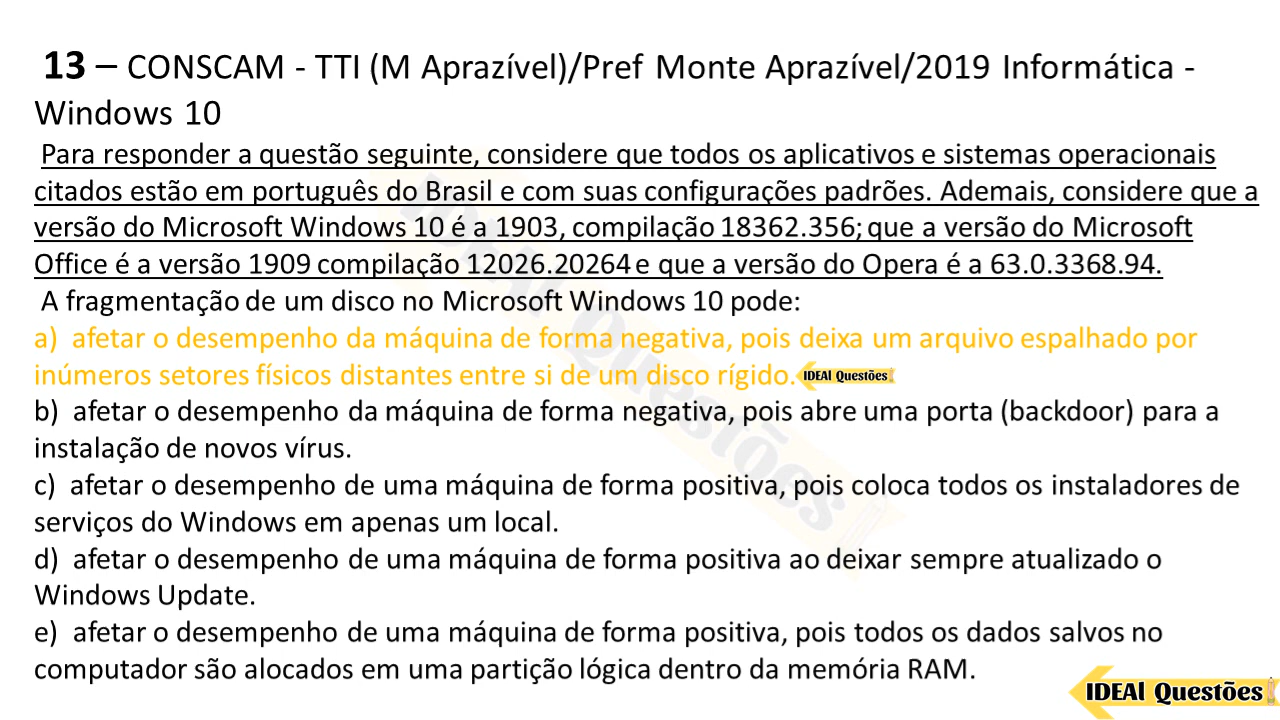 13 – CONSCAM - TTI (M Aprazível)/Pref Monte Aprazível/2019 Informática -
Windows 10
Para responder a questão seguinte, considere que todos os aplicativos e sistemas operacionais
citados estão em português do Brasil e com suas configurações padrões. Ademais, considere que a
versão do Microsoft Windows 10 é a 1903, compilação 18362.356; que a versão do Microsoft
Office é a versão 1909 compilação 12026.20264 e que a versão do Opera é a 63.0.3368.94.
A fragmentação de um disco no Microsoft Windows 10 pode:
a) afetar o desempenho da máquina de forma negativa, pois deixa um arquivo espalhado por
inúmeros setores físicos distantes entre si de um disco rígido. IDEAl Questões
b) afetar o desempenho da máquina de forma negativa, pois abre uma porta (backdoor) para a
instalação de novos vírus.
c) afetar o desempenho de uma máquina de forma positiva, pois coloca todos os instaladores de
serviços do Windows em apenas um local.
d) afetar o desempenho de uma máquina de forma positiva ao deixar sempre atualizado o
Windows Update.
e) afetar o desempenho de uma máquina de forma positiva, pois todos os dados salvos no
computador são alocados em uma partição lógica dentro da memória RAM.
IDEAl Questões
IDEAl Questões